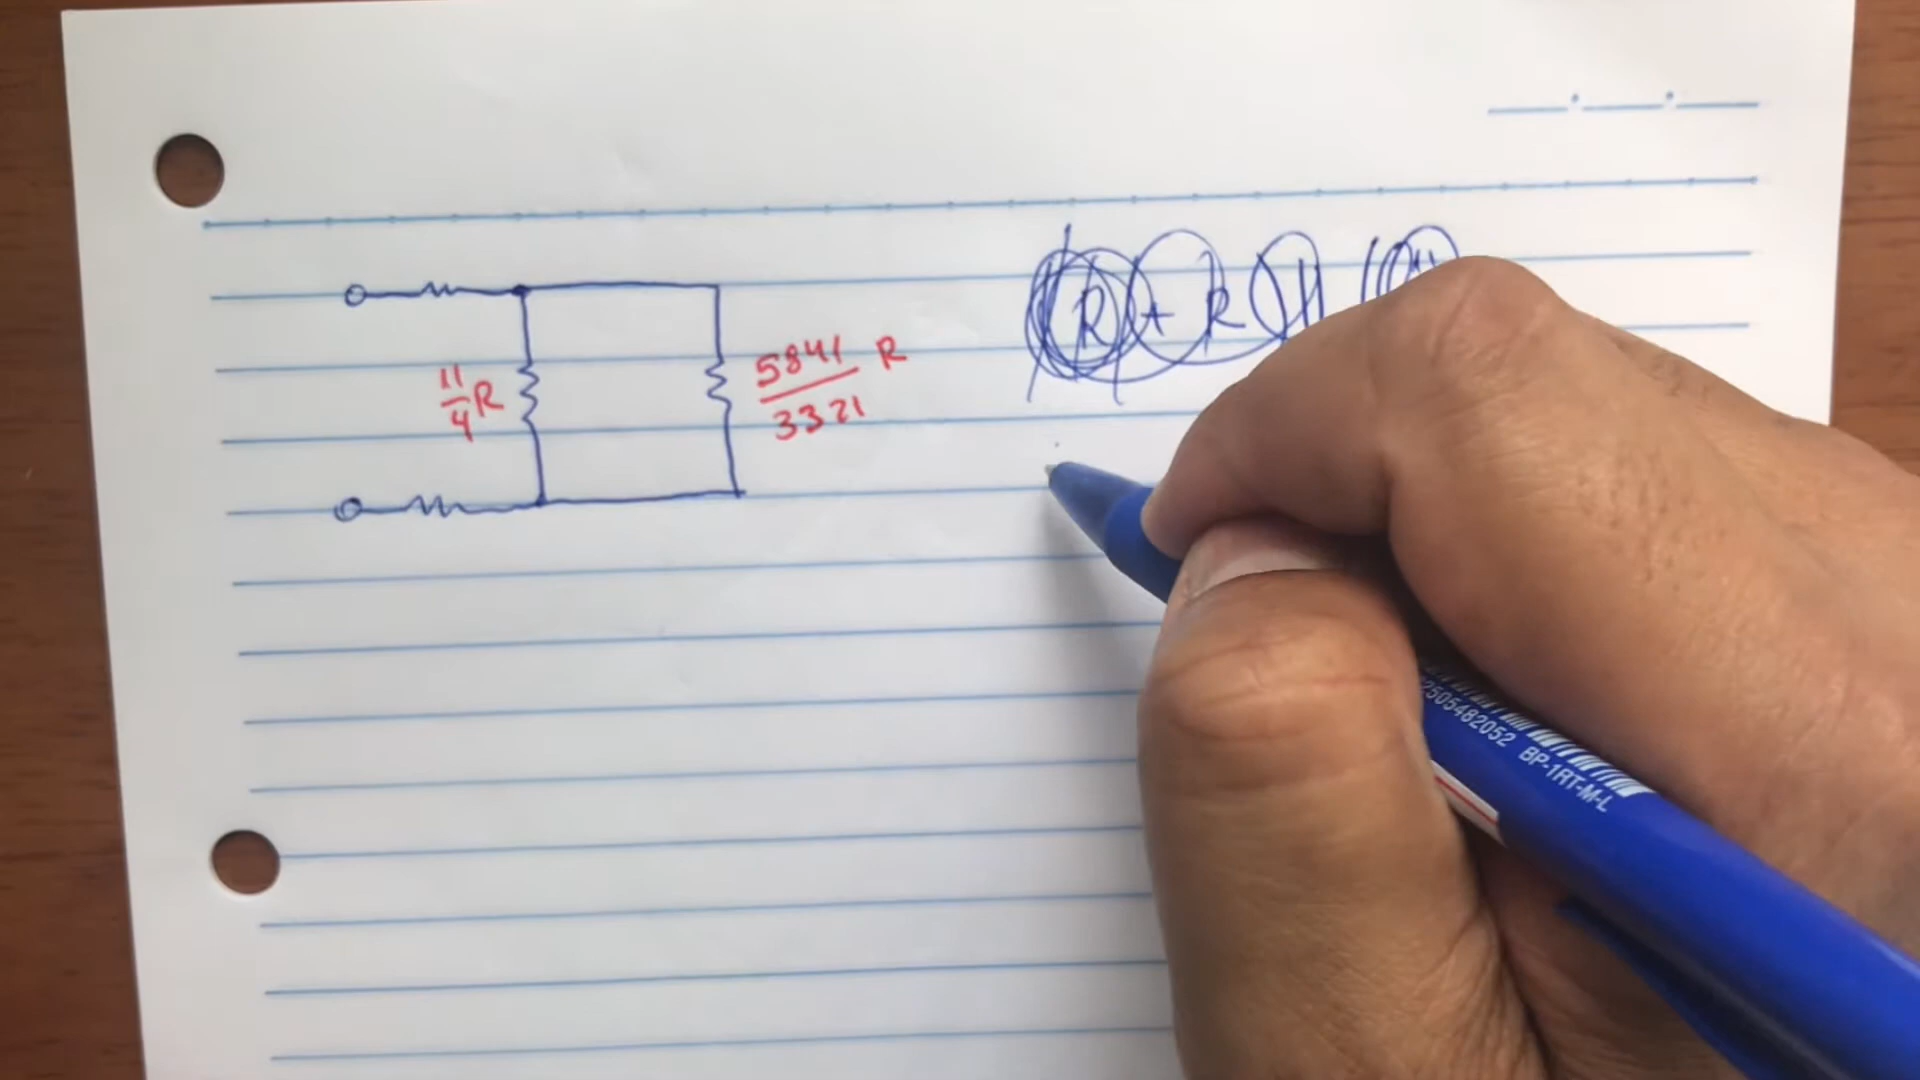 11/4 R
5841/3321 R
R + R
2505482052 BP-1RT-M-L